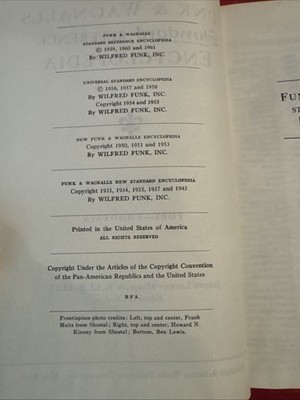 FUNK & WAGNALLS
STANDARD REFERENCE ENCYCLOPEDIA
© 1959, 1960 and 1961
By WILFRED FUNK, INC.
UNIVERSAL STANDARD ENCYCLOPEDIA
© 1956, 1957 and 1958
By WILFRED FUNK, INC.
Copyright 1954 and 1955
By WILFRED FUNK, INC.
NEW FUNK & WAGNALLS ENCYCLOPEDIA
Copyright 1950, 1951 and 1953
By WILFRED FUNK, INC.
FUNK & WAGNALLS NEW STANDARD ENCYCLOPEDIA
Copyright 1931, 1934, 1935, 1937 and 1943
By WILFRED FUNK, INC.
Printed in the United States of America
ALL RIGHTS RESERVED
Copyright Under the Articles of the Copyright Convention
of the Pan-American Republics and the United States
Frontispiece photo credits: Left, top and center, Frank
Muirs from Shostal; Right, top and center, Howard N.
Kinney from Shostal; Bottom, Ben Lewis.
FUN